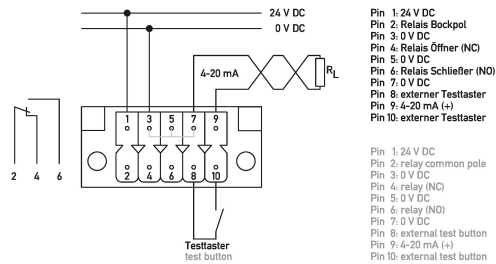 24 V DC
0 V DC
4-20 mA
RL
1 3 5 7 9
2 4 6 8 10
2 4 6
Testtaster
test button
Pin 1: 24 V DC
Pin 2: Relais Bockpol
Pin 3: 0 V DC
Pin 4: Relais Öffner (NC)
Pin 5: 0 V DC
Pin 6: Relais Schließer (NO)
Pin 7: 0 V DC
Pin 8: externer Testtaster
Pin 9: 4-20 mA (+)
Pin 10: externer Testtaster
Pin 1: 24 V DC
Pin 2: relay common pole
Pin 3: 0 V DC
Pin 4: relay (NC)
Pin 5: 0 V DC
Pin 6: relay (NO)
Pin 7: 0 V DC
Pin 8: external test button
Pin 9: 4-20 mA (+)
Pin 10: external test button